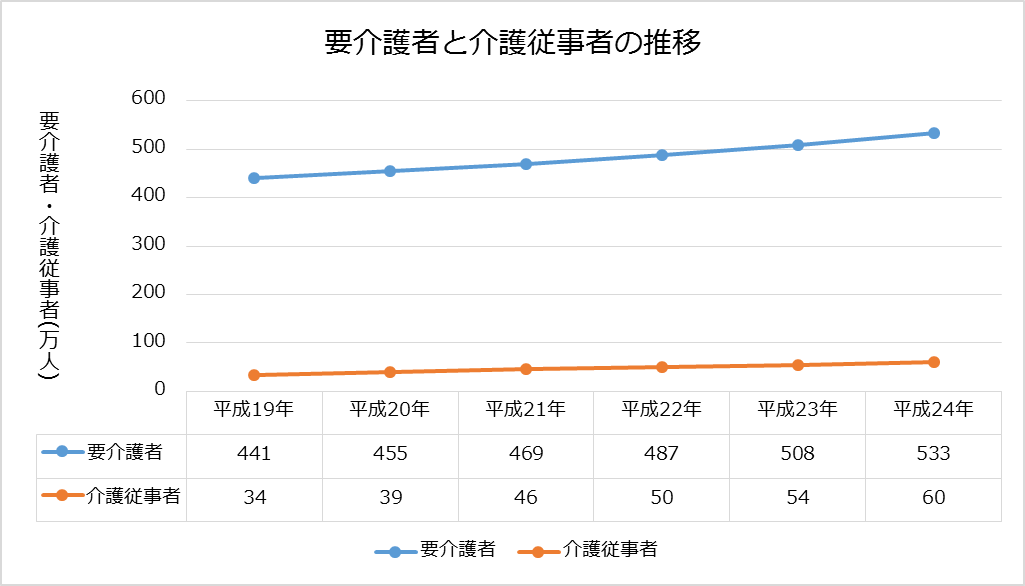 要介護者と介護従事者の推移
要介護者・介護従事者(万人)
600
500
400
300
200
100
0
平成19年 平成20年 平成21年 平成22年 平成23年 平成24年
要介護者 441 455 469 487 508 533
介護従事者 34 39 46 50 54 60
要介護者 介護従事者